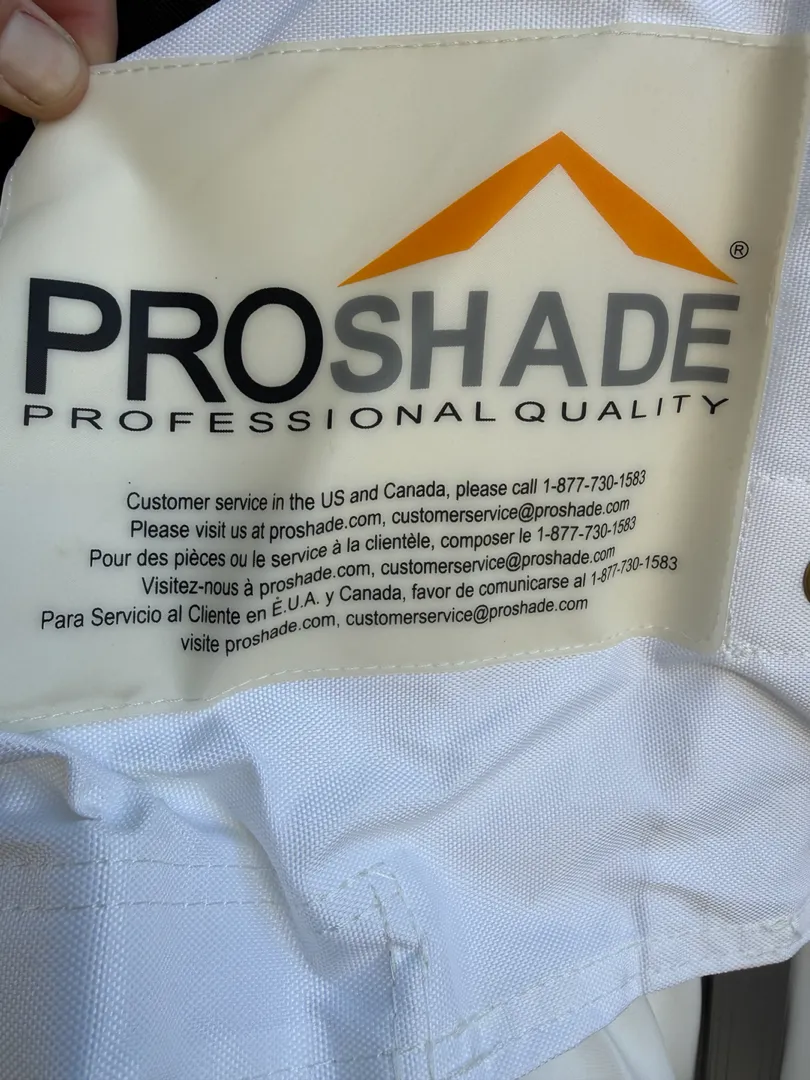 ®
PROSHADE
PROFESSIONAL QUALITY
Customer service in the US and Canada, please call 1-877-730-1583
Please visit us at proshade.com, customerservice@proshade.com
Pour des pièces ou le service à la clientèle, composer le 1-877-730-1583
Visitez-nous à proshade.com, customerservice@proshade.com
Para Servicio al Cliente en É.U.A. y Canada, favor de comunicarse al 1-877-730-1583
visite proshade.com, customerservice@proshade.com